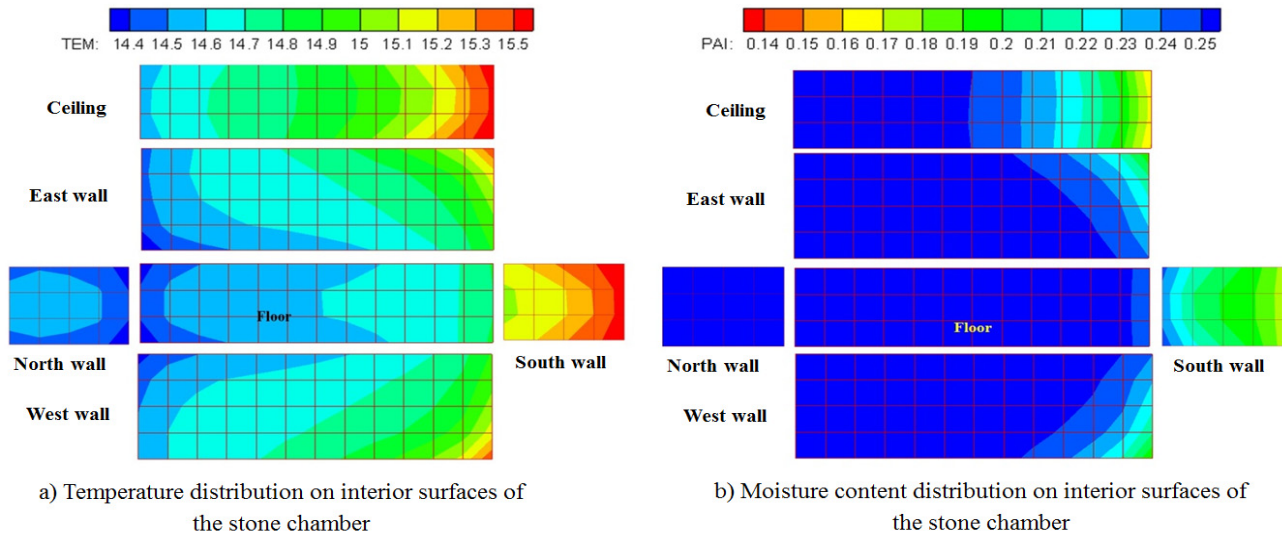 TEM: 14.4 14.5 14.6 14.7 14.8 14.9 15 15.1 15.2 15.3 15.5
Ceiling
East wall
Floor
North wall
South wall
West wall
a) Temperature distribution on interior surfaces of
the stone chamber
PAI: 0.14 0.15 0.16 0.17 0.18 0.19 0.2 0.21 0.22 0.23 0.24 0.25
Ceiling
East wall
Floor
North wall
South wall
West wall
b) Moisture content distribution on interior surfaces of
the stone chamber